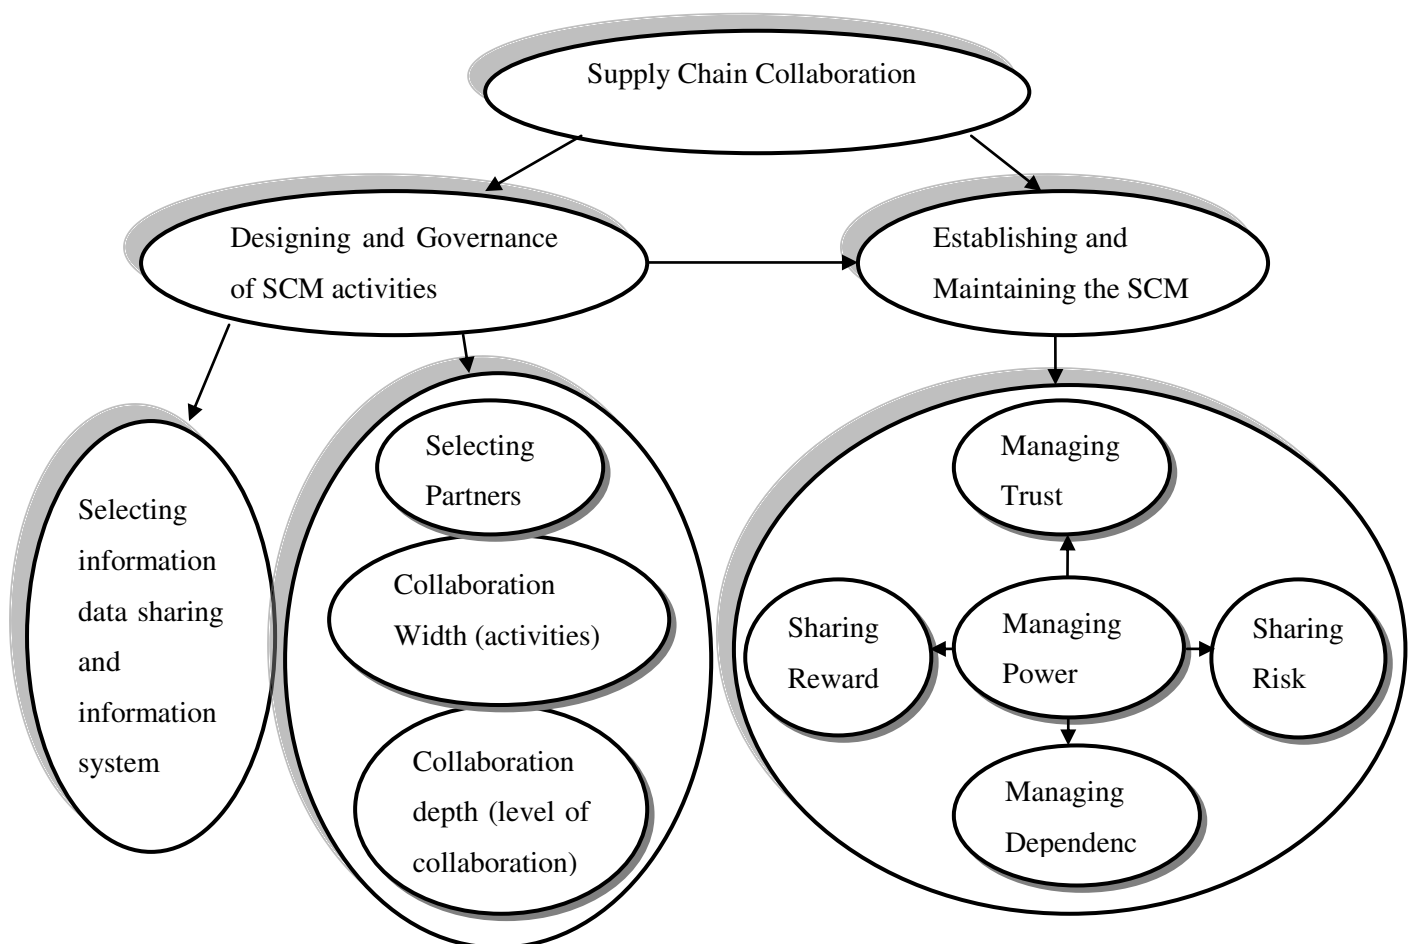 Supply Chain Collaboration
Designing and Governance
of SCM activities
Establishing and
Maintaining the SCM
Selecting
information
data sharing
and
information
system
Selecting
Partners
Collaboration
Width (activities)
Collaboration
depth (level of
collaboration)
Managing
Trust
Sharing
Reward
Managing
Power
Sharing
Risk
Managing
Dependenc